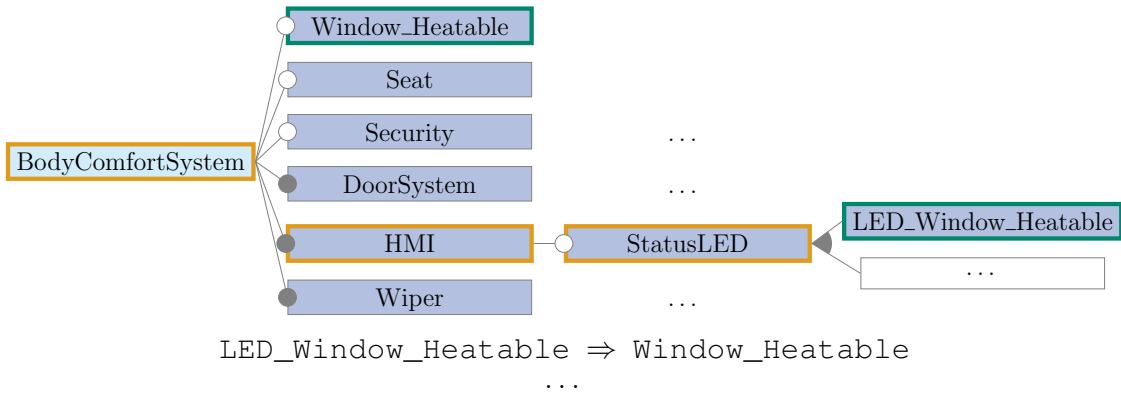 Window_Heatable
Seat
Security
...
BodyComfortSystem
DoorSystem
...
LED_Window_Heatable
HMI
StatusLED
...
Wiper
...
LED_Window_Heatable ⇒ Window_Heatable
...